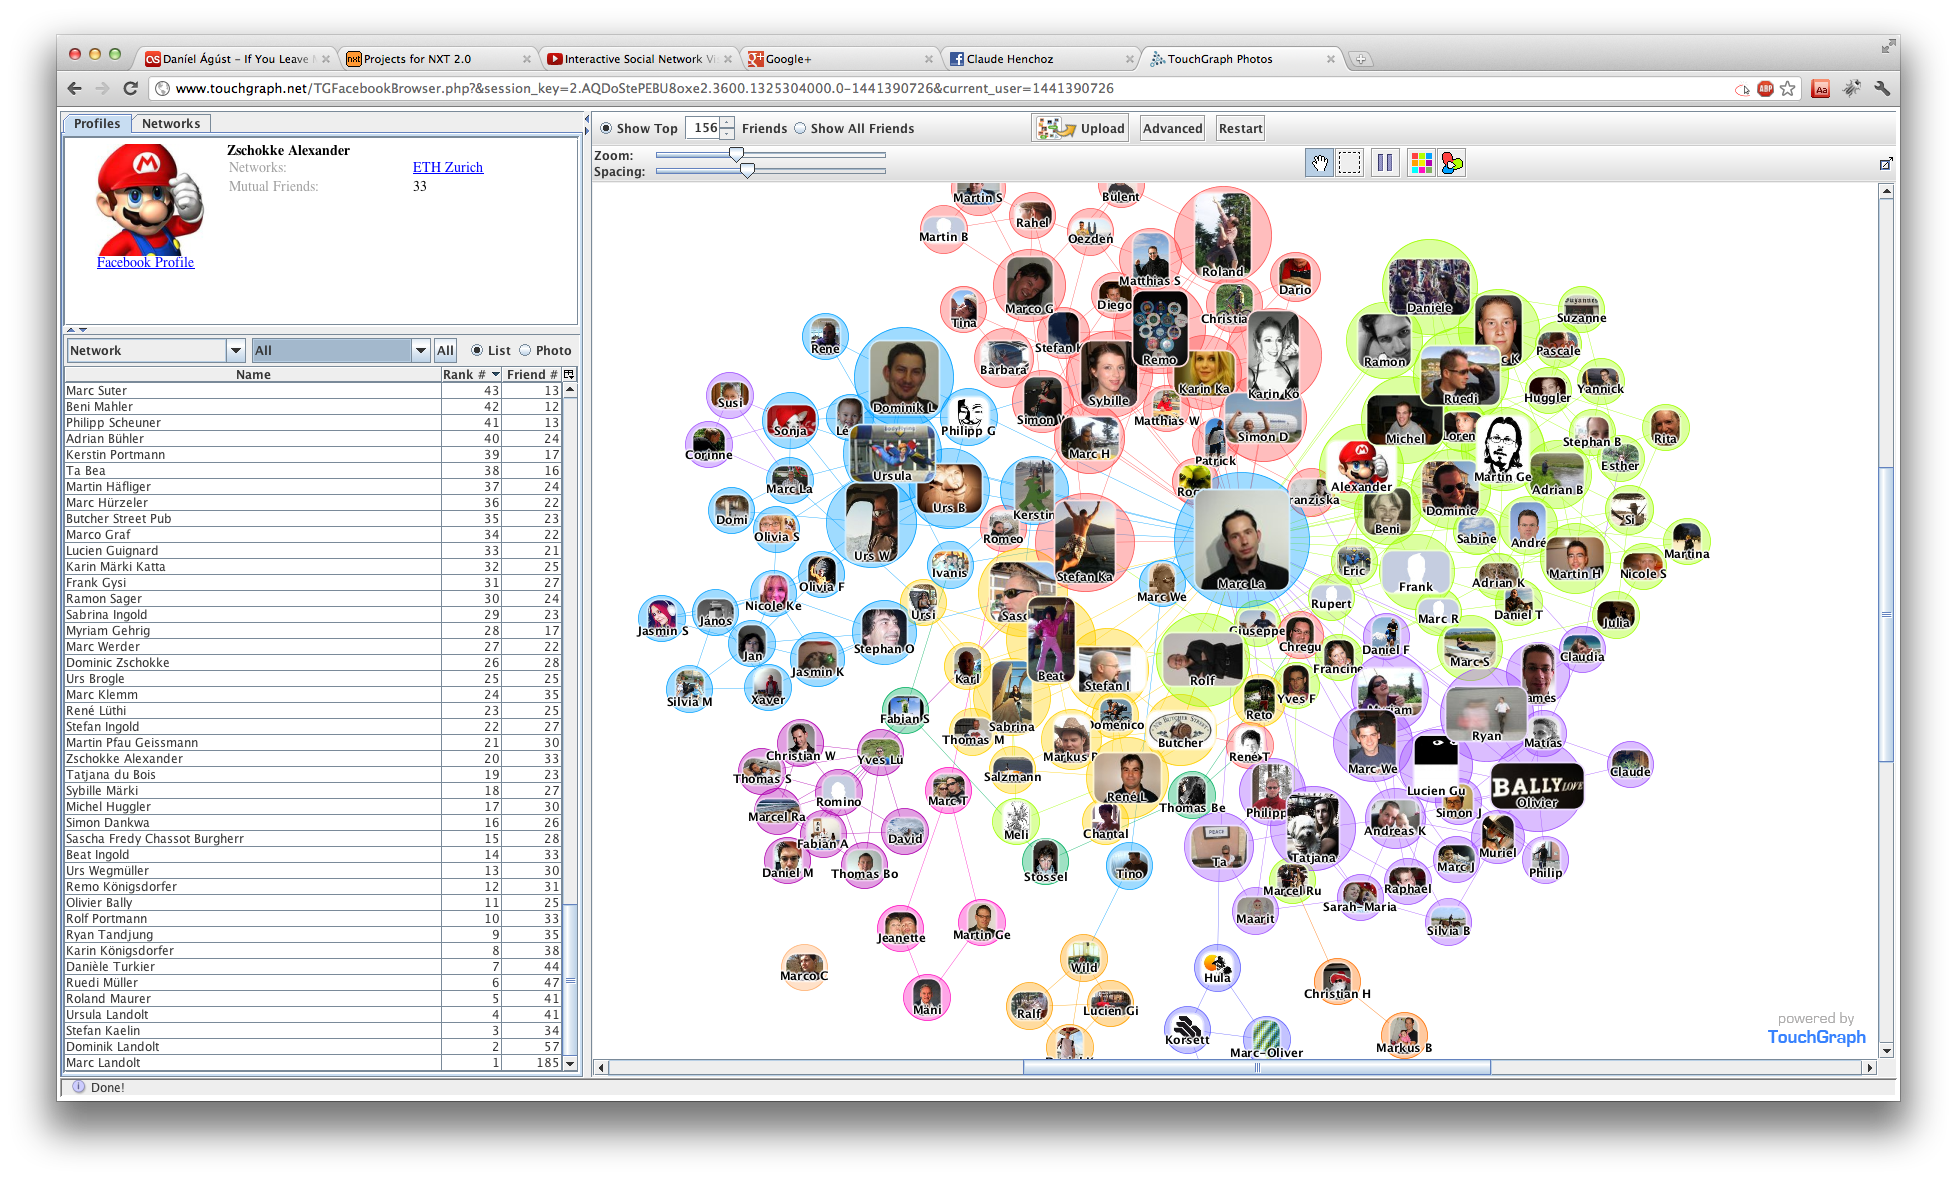 Daníel Ágúst – If You Leave
Projects for NXT 2.0
Interactive Social Network Vi
Google+
Claude Henchoz
TouchGraph Photos
www.touchgraph.net/TGFacebookBrowser.php?&session_key=2.AQDoStePEBU8oxe2.3600.1325304000.0-1441390726&current_user=1441390726
Profiles Networks
Zschokke Alexander
Networks: ETH Zurich
Mutual Friends: 33
Facebook Profile
Show Top 156 Friends Show All Friends Upload Advanced Restart
Zoom:
Spacing:
Network All All List Photo
Name Rank # Friend #
Marc Suter 43 13
Beni Mahler 42 12
Philipp Scheuner 41 13
Adrian Bühler 40 24
Kerstin Portmann 39 17
Ta Bea 38 16
Martin Häfliger 37 24
Marc Hürzeler 36 22
Butcher Street Pub 35 23
Marco Graf 34 22
Lucien Guignard 33 21
Karin Märki Katta 32 25
Frank Gysi 31 27
Ramon Sager 30 24
Sabrina Ingold 29 23
Myriam Gehrig 28 17
Marc Werder 27 22
Dominic Zschokke 26 28
Urs Brogle 25 25
Marc Klemm 24 35
René Lüthi 23 25
Stefan Ingold 22 27
Martin Pfau Geissmann 21 30
Zschokke Alexander 20 33
Tatjana du Bois 19 23
Sybille Märki 18 27
Michel Huggler 17 30
Simon Dankwa 16 26
Sascha Fredy Chassot Burgherr 15 28
Beat Ingold 14 33
Urs Wegmüller 13 30
Remo Königsdorfer 12 31
Olivier Bally 11 25
Rolf Portmann 10 33
Ryan Tandjung 9 35
Karin Königsdorfer 8 38
Danièle Turkier 7 44
Ruedi Müller 6 47
Roland Maurer 5 41
Ursula Landolt 4 41
Stefan Kaelin 3 34
Dominik Landolt 2 57
Marc Landolt 1 185
Done!
Martin S
Bülent
Rahel
Martin B
Oezden
Roland
Matthias S
Dario
Marco G
Diego
Christia
Tina
Danièle
Suzanne
Rene
Stefan
Barbara
Remo
Ramon
Pascale
Karin Ka
Karin Kö
Ruedi
Yannick
Huggler
Susi
Dominik L
Sybille
Simon
Matthias W
Sonja
Philipp G
Simon D
Michel
Loren
Stephan B
Rita
Corinne
Marc H
Patrick
Esther
Ursula
Martin Ge
Alexander
Adrian B
Marc La
Urs B
Kerstin
Dominic
Beni
Domi
Olivia S
Romeo
Sabine
André
Si
Urs W
Stefan Ka
Marc La
Martina
Ivanis
Eric
Frank
Adrian K
Martin H
Nicole S
Olivia F
Marc We
Nicole Ke
Ursi
Rupert
Marc R
Daniel T
Julia
Jasmin S
János
Giuseppe
Chregu
Daniel F
Stephan O
Jan
Francine
Marc S
Claudia
Jasmin K
Karl
Beat
Stefan I
Rolf
Yves F
Silvia M
Xaver
Reto
Fabian S
Sabrina
Domenico
Thomas M
NO BUTCHER STREET
Butcher
Ryan
Matias
Christian W
Yves Lu
Markus
René T
Marc We
Thomas S
Salzmann
Claude
Romino
Marc T
René L
Thomas Be
Lucien Gu
BALLY LOVE
Olivier
Marcel Ra
Philipp
Simon J
Meli
Chantal
Andreas K
Fabian A
David
PEACE
Ta
Tatjana
Muriel
Daniel M
Thomas Bo
Stössel
Tino
Marc J
Philip
Marcel Ru
Raphael
Sarah-Maria
Maarit
Silvia B
Jeanette
Martin Ge
Marco C
Wild
Hula
Christian H
Mani
Ralf
Lucien Gi
Korsett
Marc-Oliver
Markus B
powered by
TouchGraph